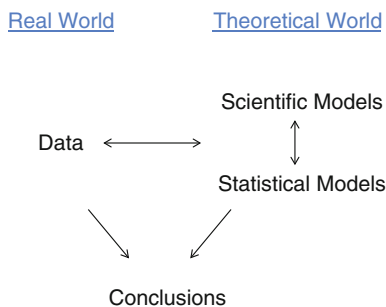 Real World Theoretical World
Scientific Models
Data
Statistical Models
Conclusions